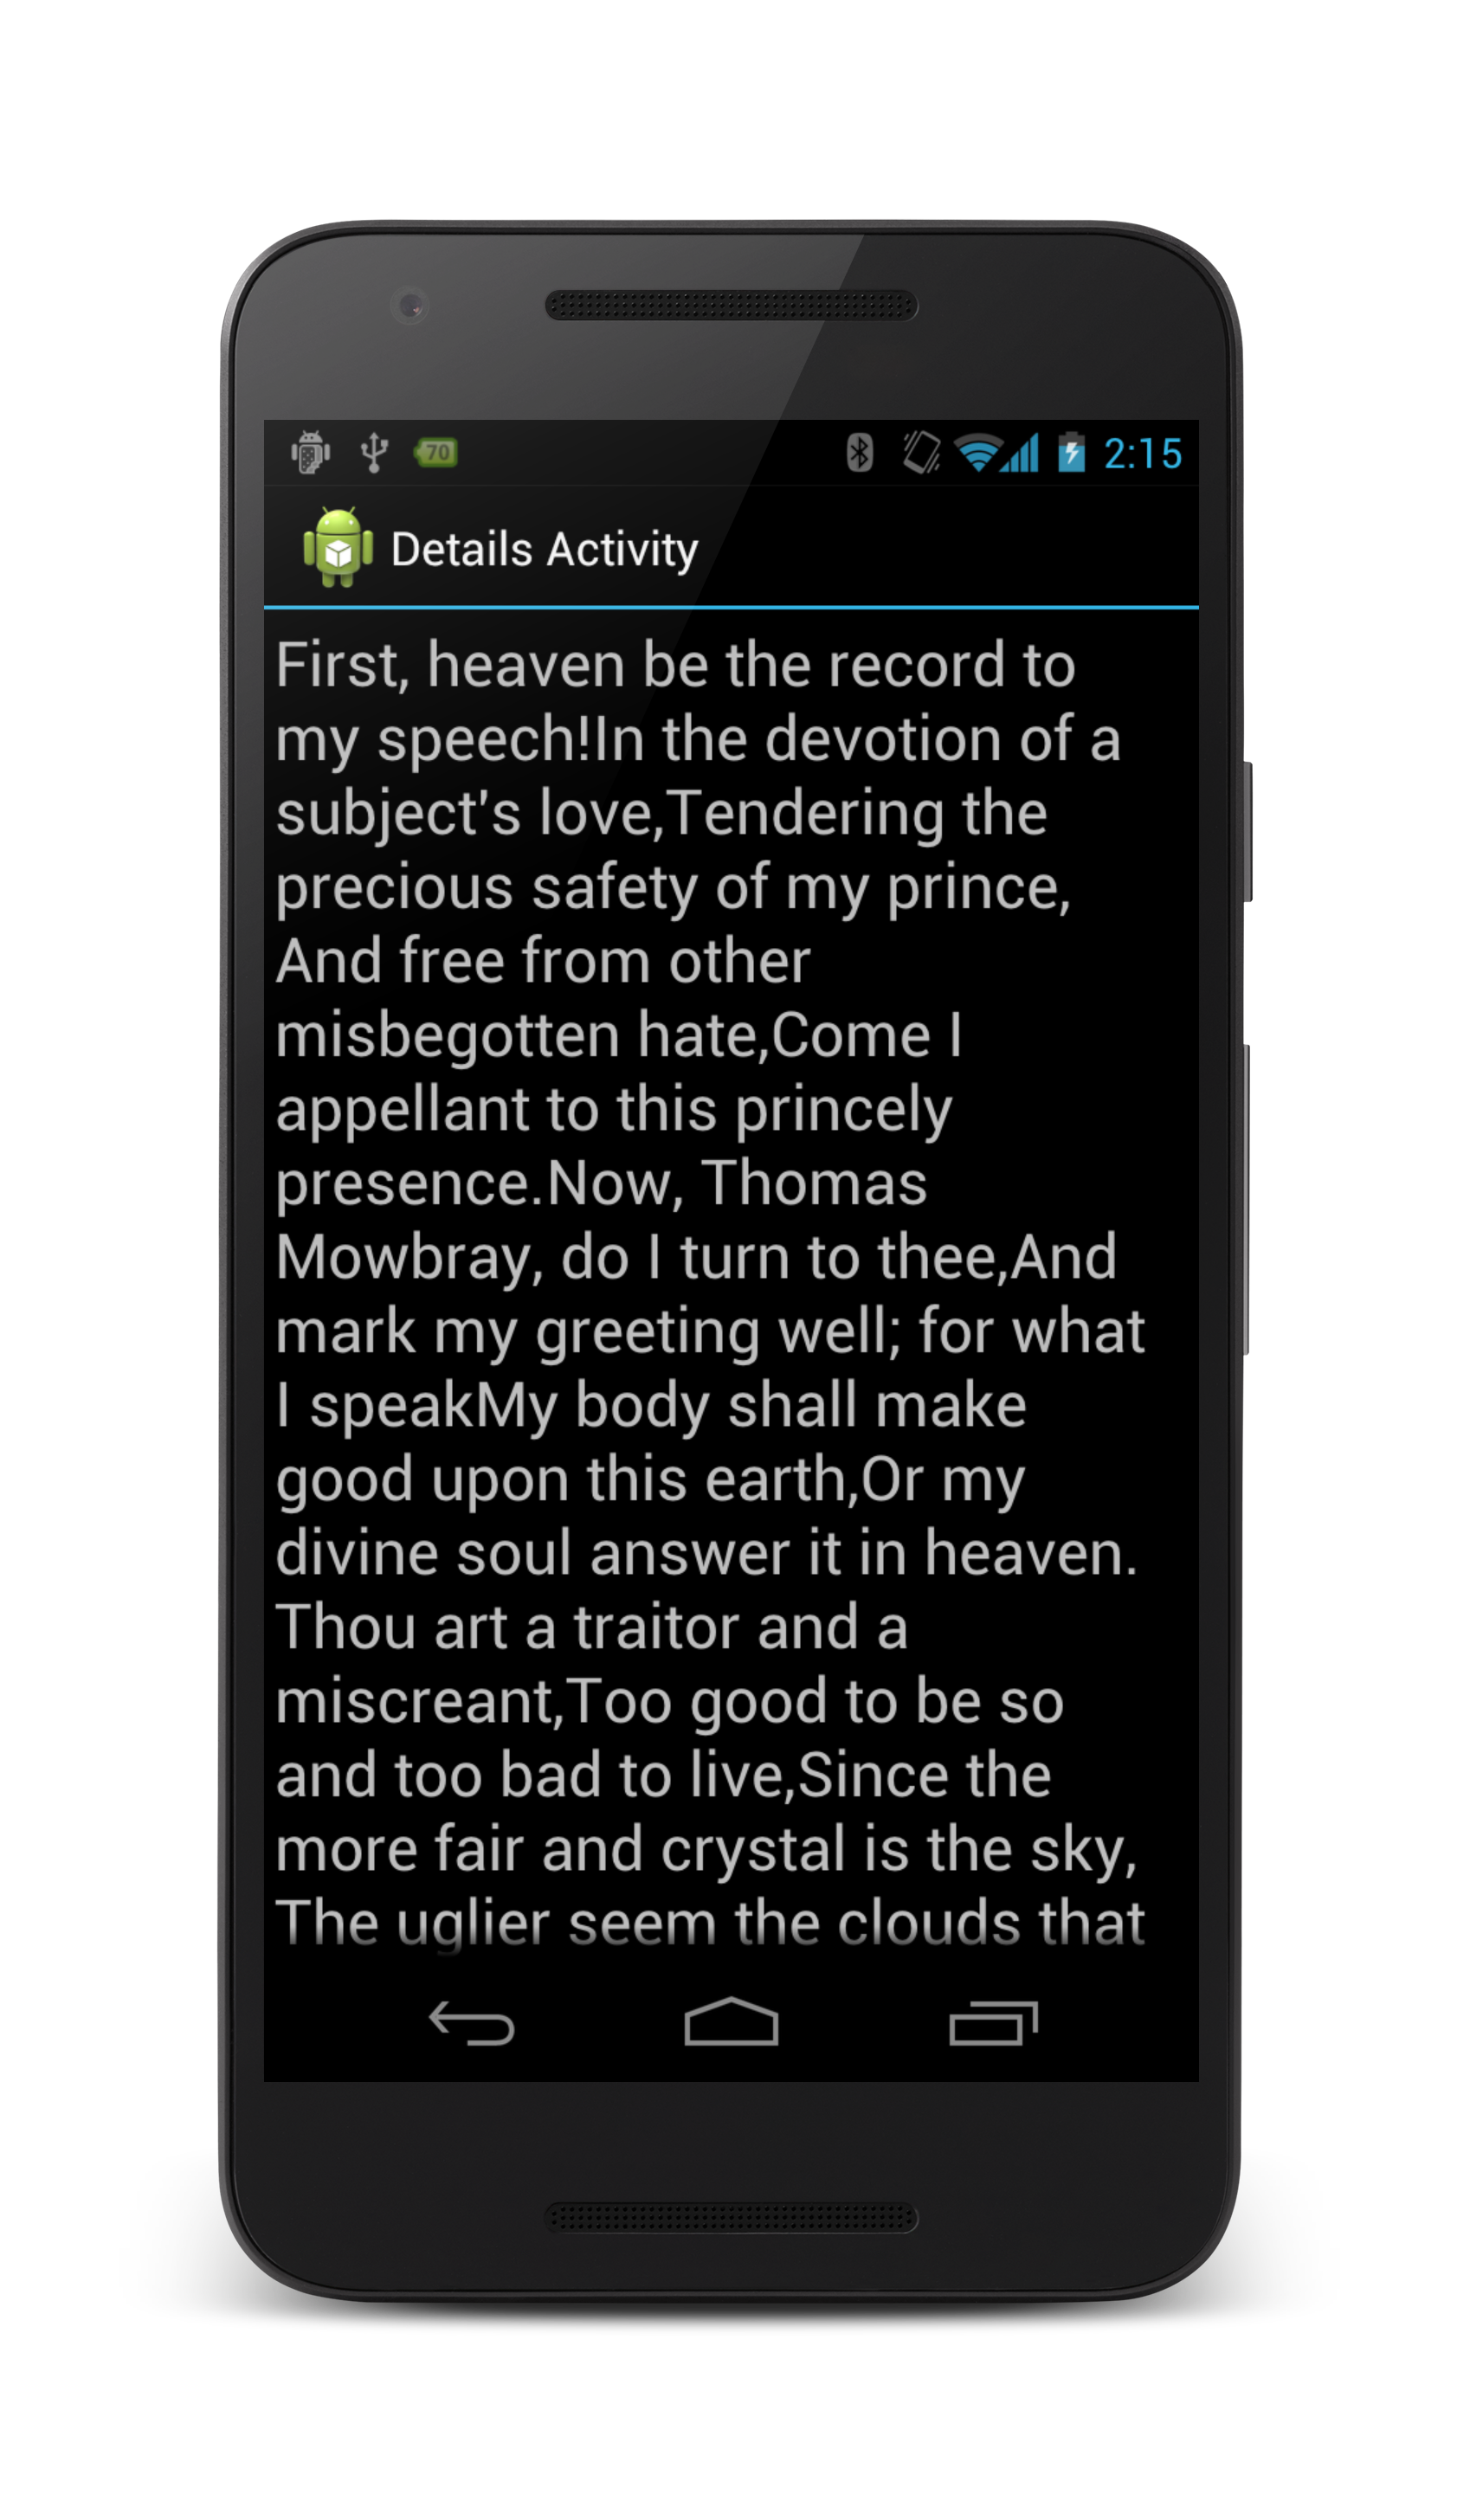 70
2:15
Details Activity
First, heaven be the record to
my speech!In the devotion of a
subject's love,Tendering the
precious safety of my prince,
And free from other
misbegotten hate,Come I
appellant to this princely
presence.Now, Thomas
Mowbray, do I turn to thee,And
mark my greeting well; for what
I speakMy body shall make
good upon this earth,Or my
divine soul answer it in heaven.
Thou art a traitor and a
miscreant,Too good to be so
and too bad to live,Since the
more fair and crystal is the sky,
The uglier seem the clouds that